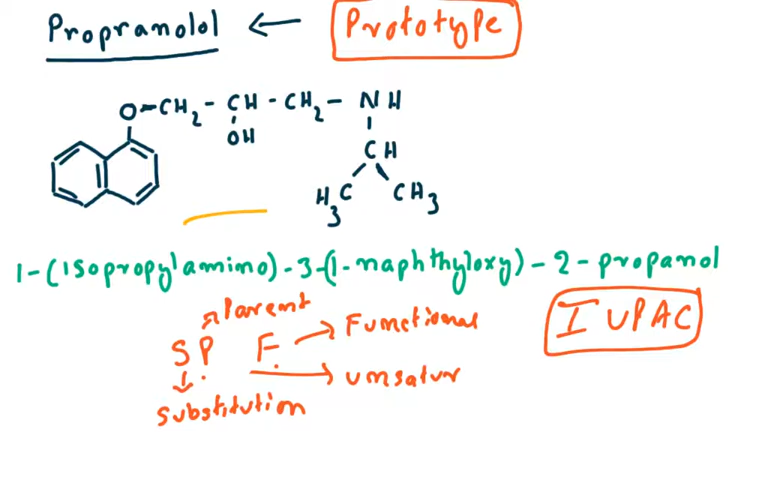 Propranolol ← Prototype
O-CH2-CH-CH2-NH
OH
CH
H3C CH3
1-(isopropylamino)-3-(1-naphthyloxy)-2-propanol
Parent
Functional
IUPAC
S P F
unsatur
substitution